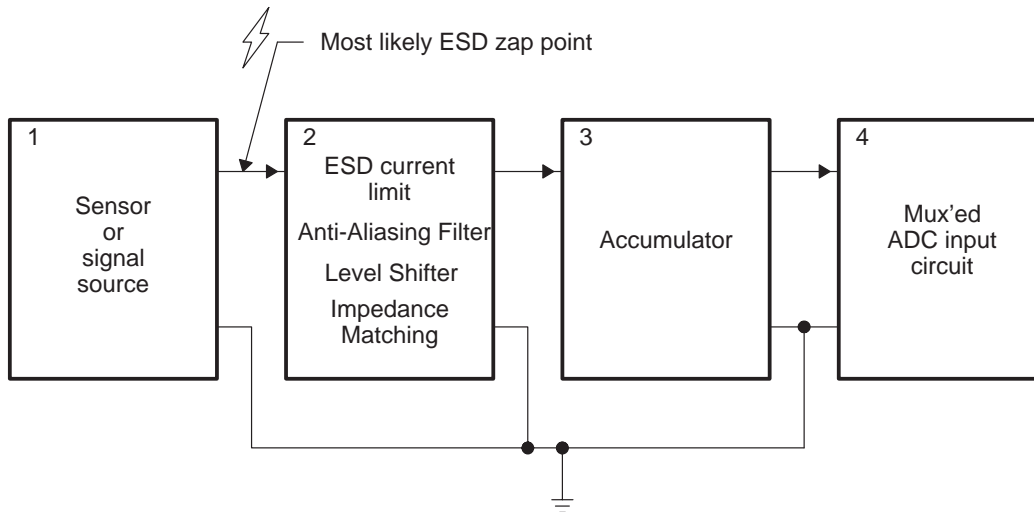 Most likely ESD zap point
1
Sensor
or
signal
source
2
ESD current
limit
Anti-Aliasing Filter
Level Shifter
Impedance
Matching
3
Accumulator
4
Mux'ed
ADC input
circuit